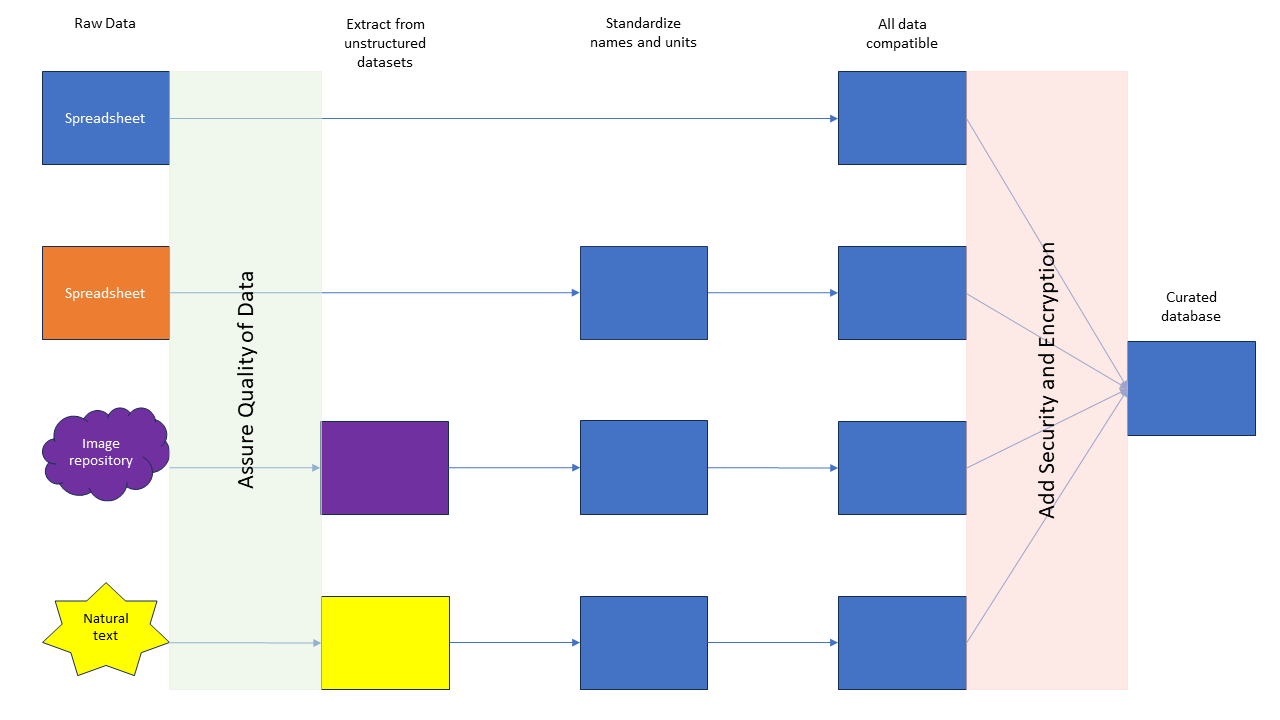 Raw Data
Extract from
unstructured
datasets
Standardize
names and units
All data
compatible
Spreadsheet
Spreadsheet
Assure Quality of Data
Add Security and Encryption
Curated
database
Image
repository
Natural
text